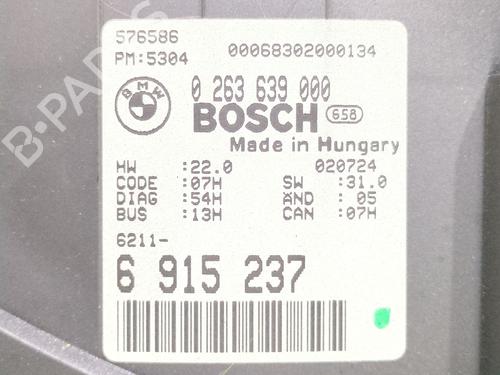 576586
PM:5304 00068302000134
BMW
0 263 639 000
BOSCH 658
Made in Hungary
HW :22.0 020724
CODE :07H SW :31.0
DIAG :54H ÄND : 05
BUS :13H CAN :07H
6211-
6 915 237
B-PARTS